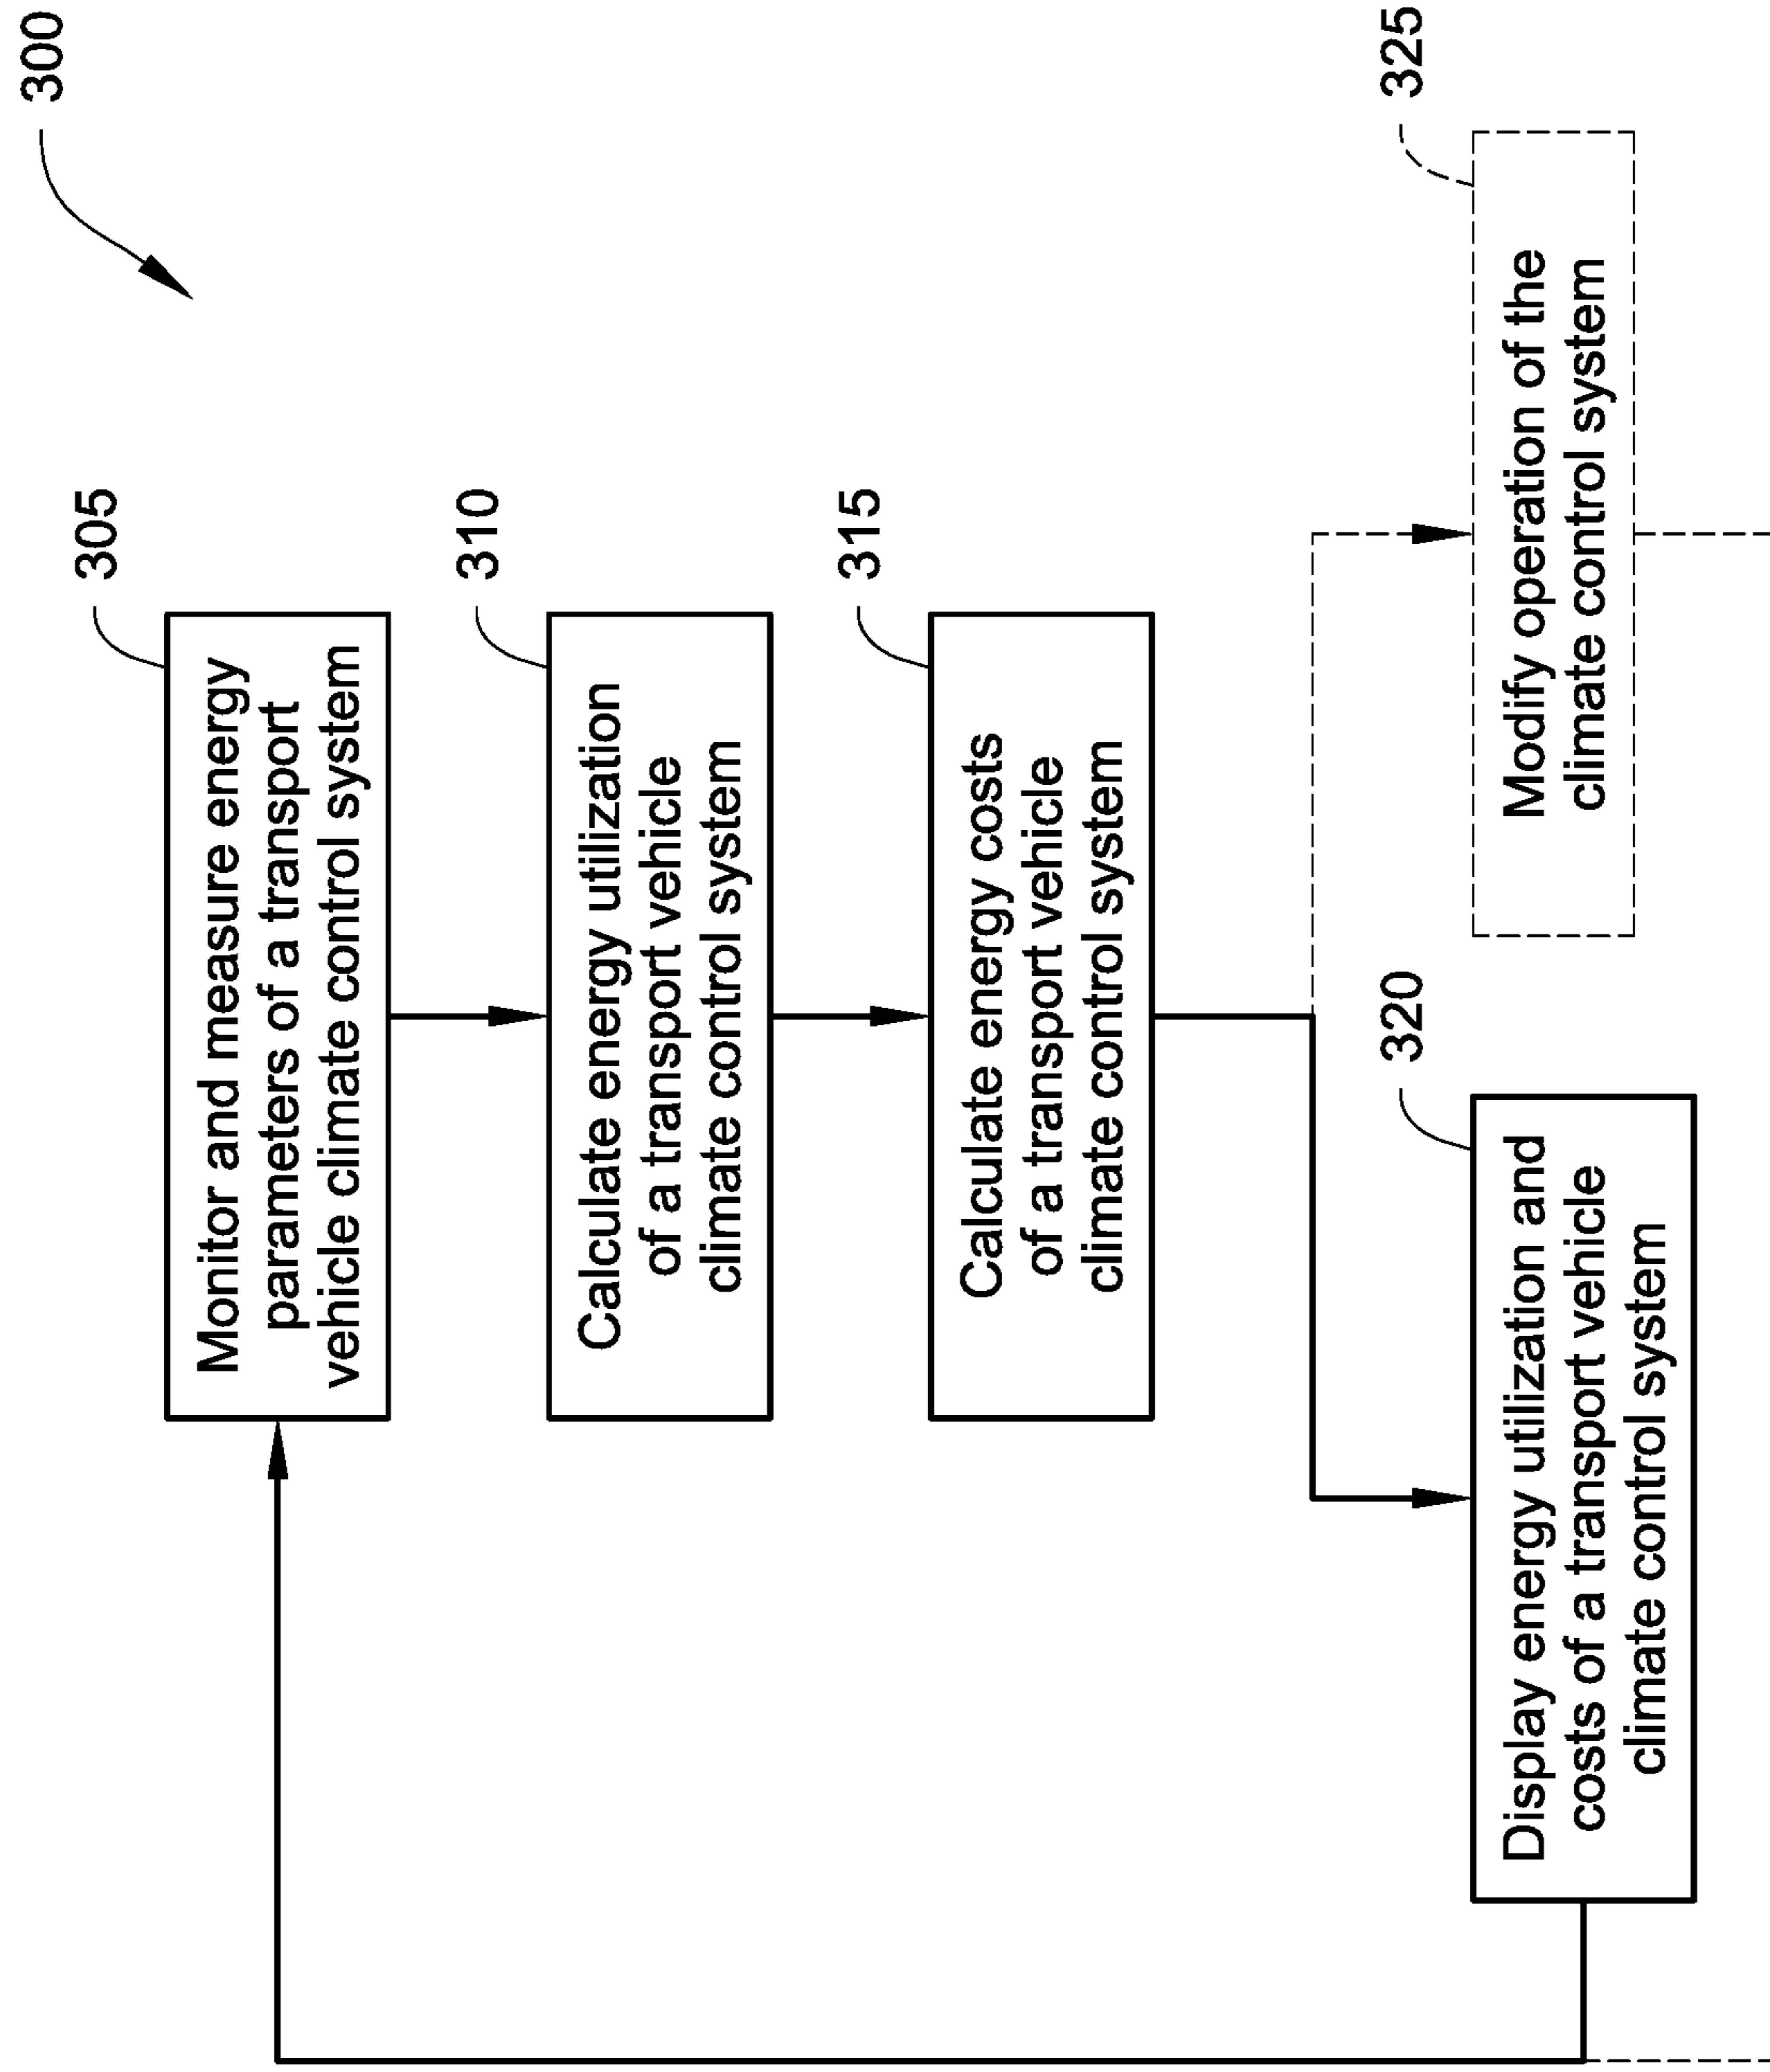 300
305
Monitor and measure energy
parameters of a transport
vehicle climate control system
310
Calculate energy utilization
of a transport vehicle
climate control system
315
Calculate energy costs
of a transport vehicle
climate control system
320
Display energy utilization and
costs of a transport vehicle
climate control system
325
Modify operation of the
climate control system